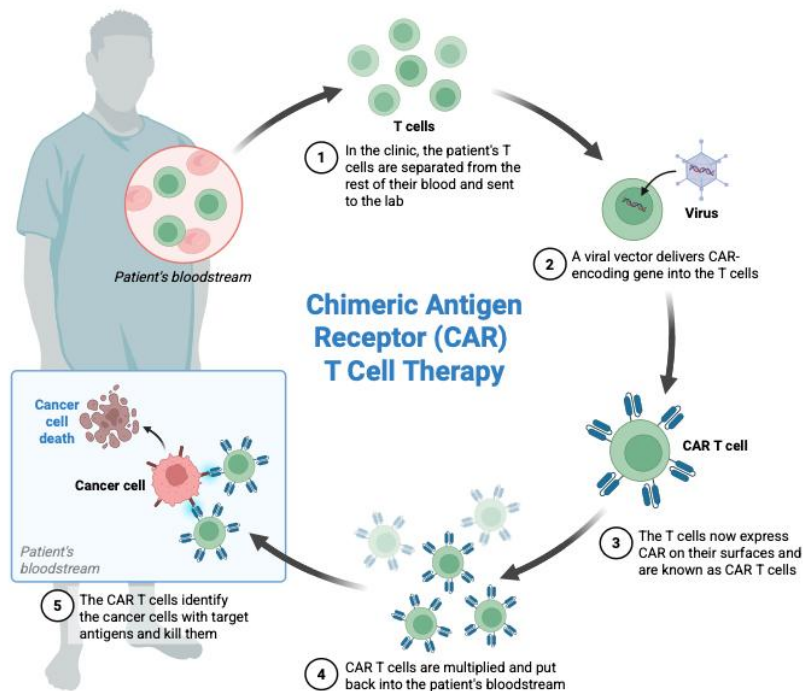 T cells
1
In the clinic, the patient's T
cells are separated from the
rest of their blood and sent
to the lab
Virus
2
A viral vector delivers CAR-
encoding gene into the T cells
Patient's bloodstream
Chimeric Antigen
Receptor (CAR)
T Cell Therapy
CAR T cell
3
The T cells now express
CAR on their surfaces and
are known as CAR T cells
4
CAR T cells are multiplied and put
back into the patient's bloodstream
Cancer
cell
death
Cancer cell
Patient's
bloodstream
5
The CAR T cells identify
the cancer cells with target
antigens and kill them